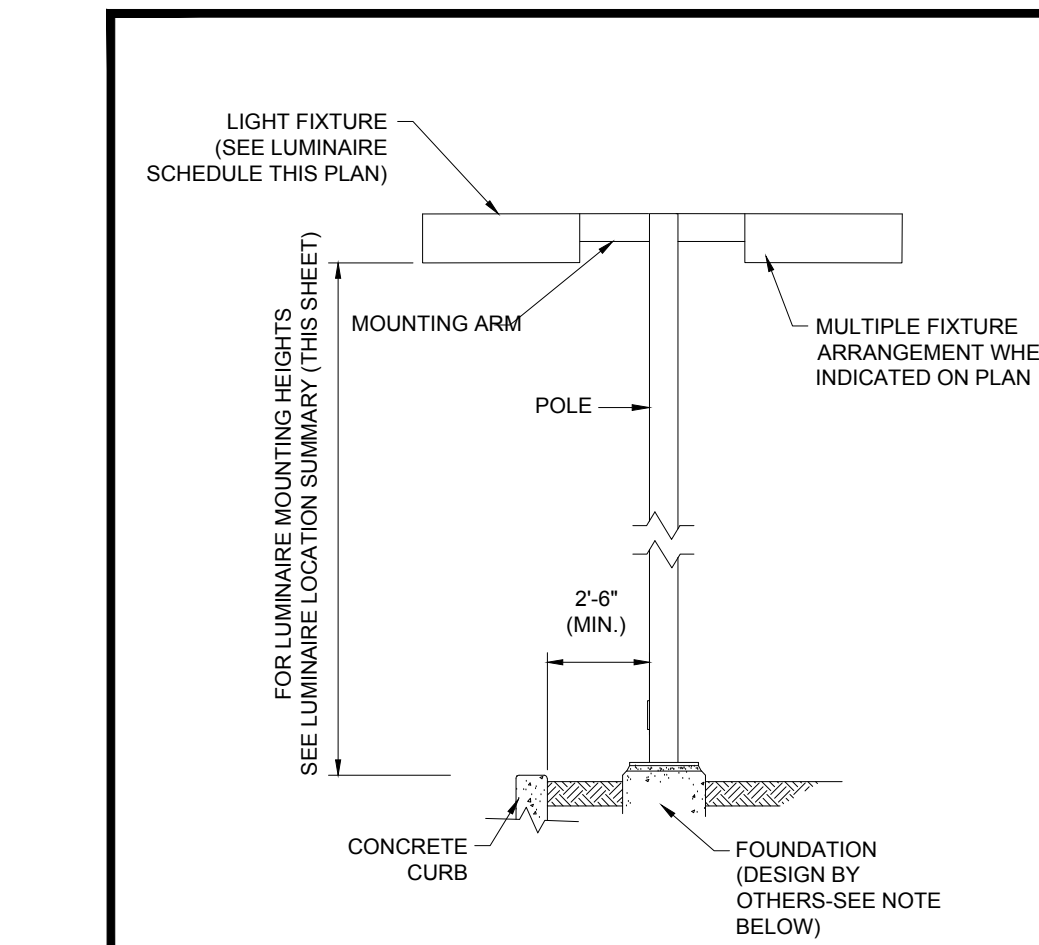 LIGHT FIXTURE
(SEE LUMINAIRE
SCHEDULE THIS PLAN)
FOR LUMINAIRE MOUNTING HEIGHTS
SEE LUMINAIRE LOCATION SUMMARY (THIS SHEET)
MOUNTING ARM
MULTIPLE FIXTURE
ARRANGEMENT WHE
INDICATED ON PLAN
POLE
2'-6"
(MIN.)
CONCRETE
CURB
FOUNDATION
(DESIGN BY
OTHERS-SEE NOTE
BELOW)